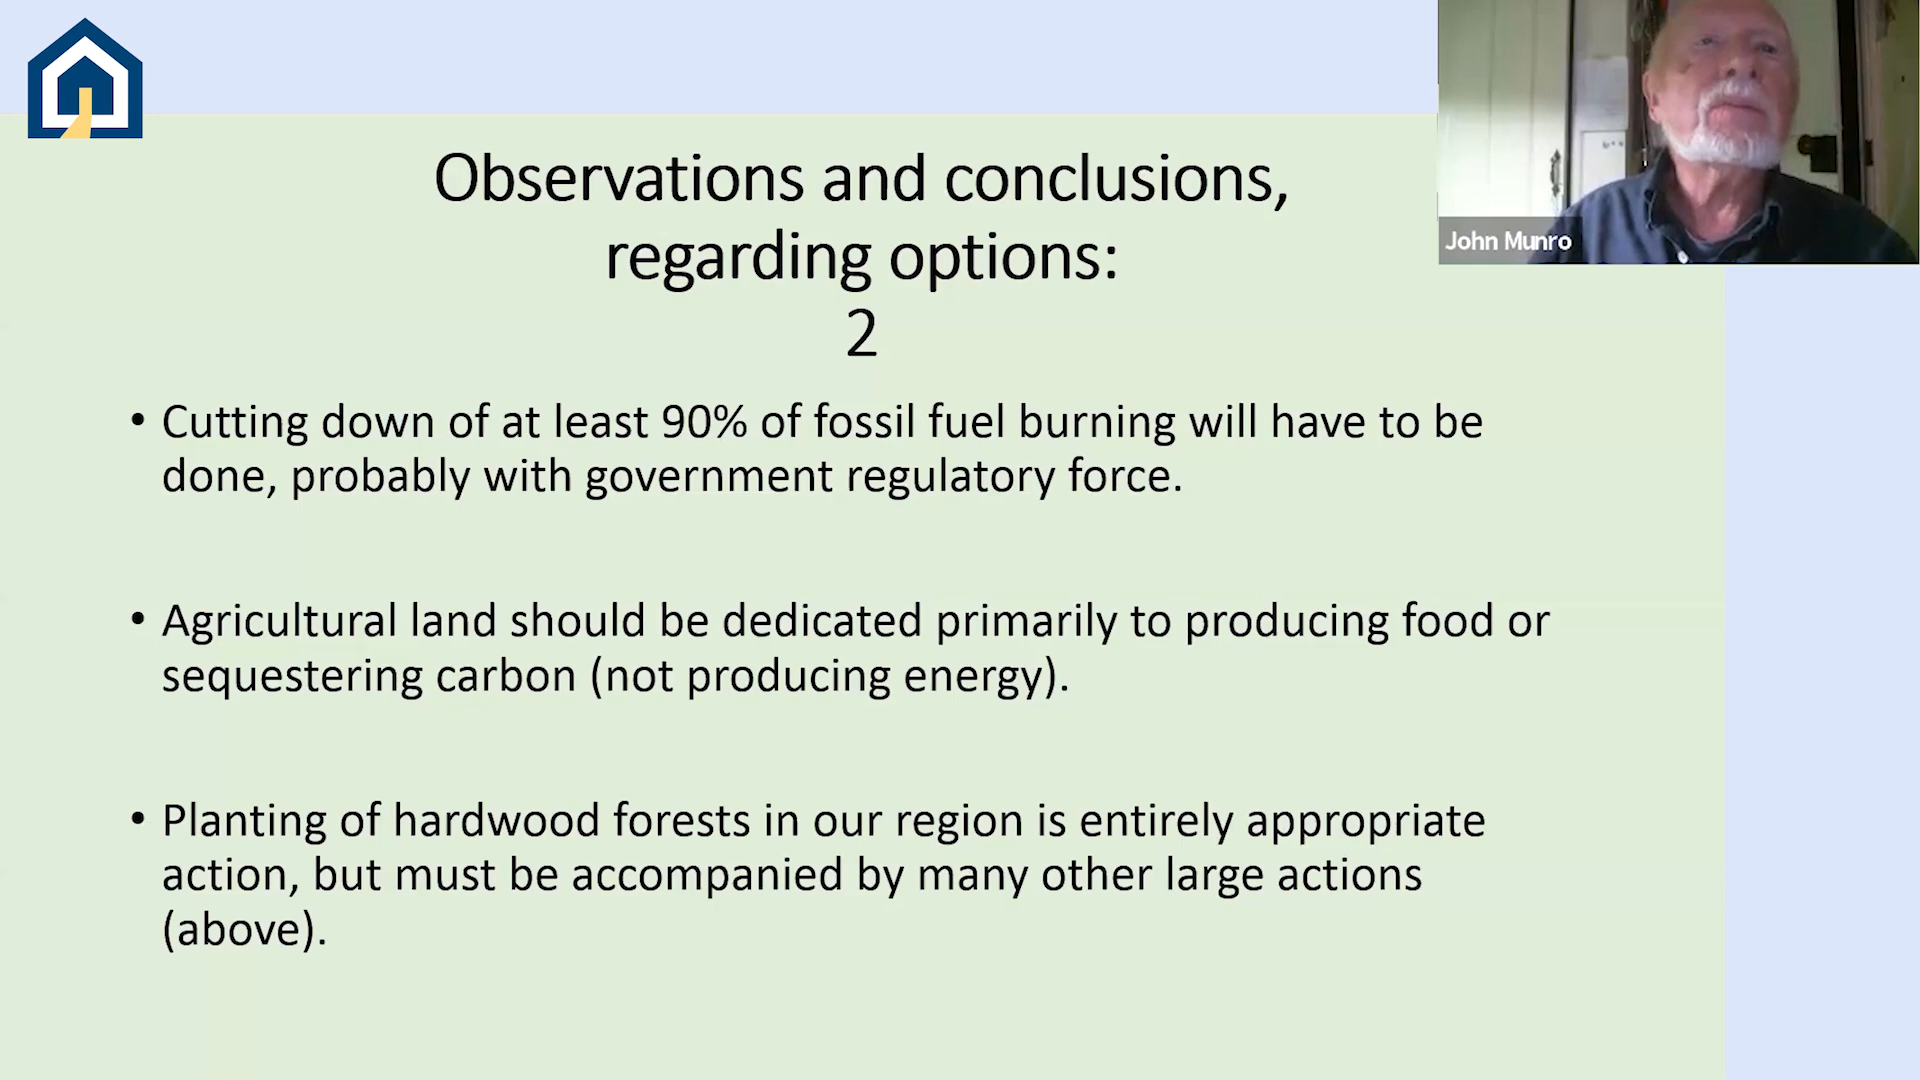 Observations and conclusions,
regarding options:
2
John Munro
• Cutting down of at least 90% of fossil fuel burning will have to be
done, probably with government regulatory force.
• Agricultural land should be dedicated primarily to producing food or
sequestering carbon (not producing energy).
• Planting of hardwood forests in our region is entirely appropriate
action, but must be accompanied by many other large actions
(above).